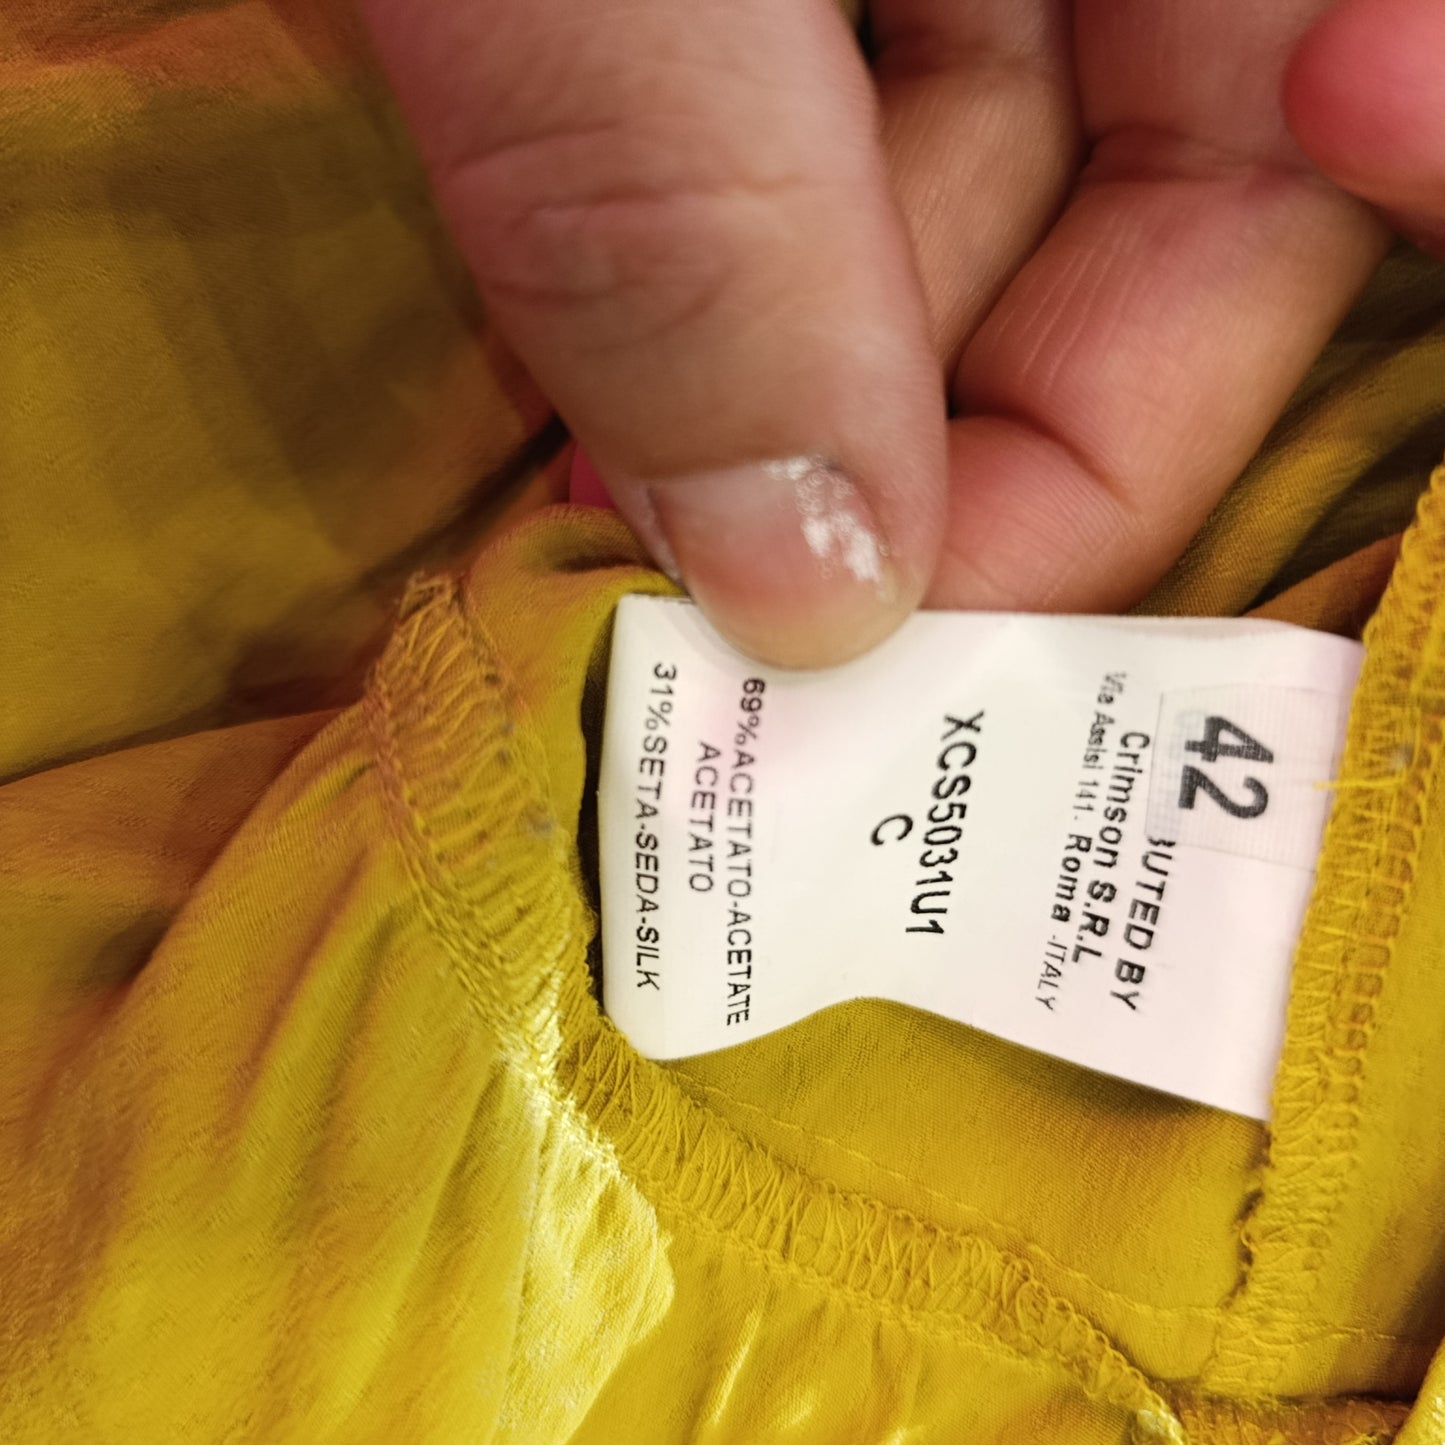 42
BUTED BY
Crimson S.R.L
Via Assisi 141. Roma -ITALY
XCS5031U1
C
69%ACETATO-ACETATE
ACETATO
31%SETA-SEDA-SILK